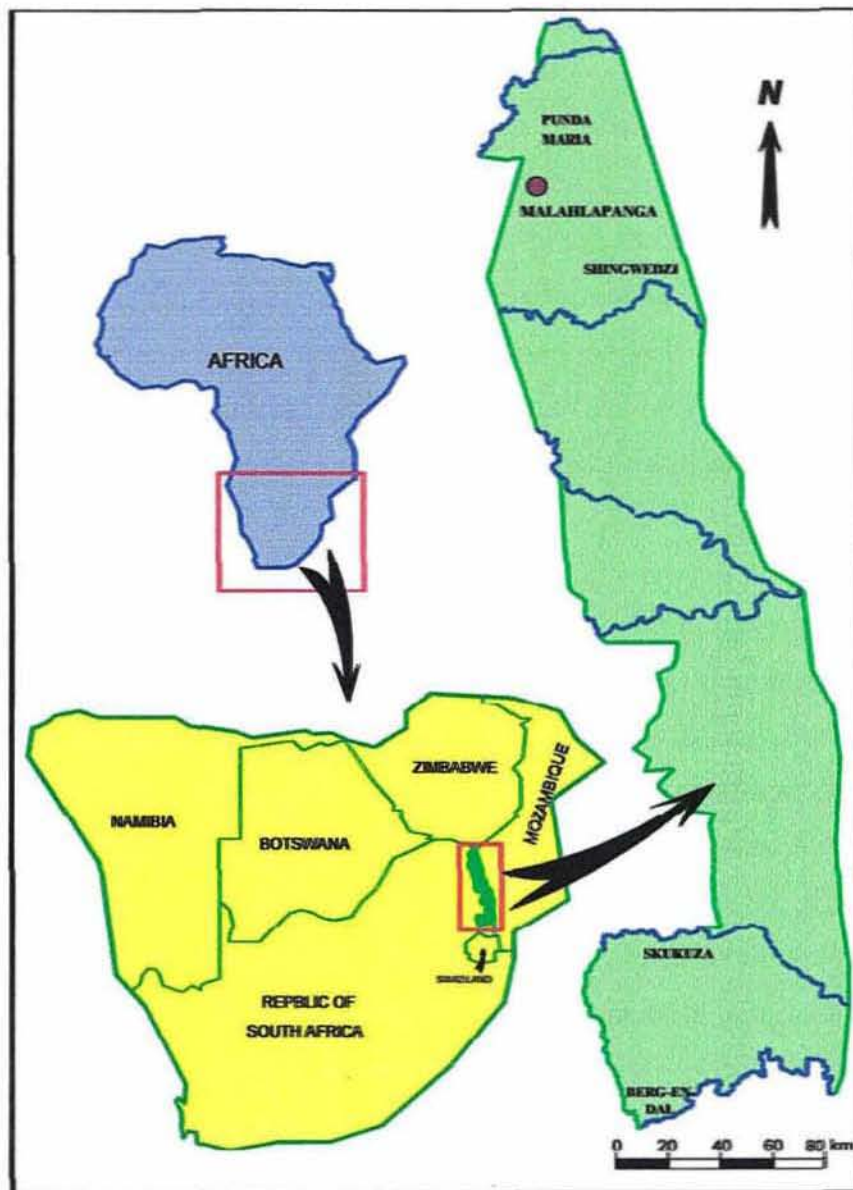 N
PUNDA
MARIA
MALAHLAPANGA
SHINGWEDZI
AFRICA
ZIMBABWE
MOZAMBIQUE
NAMIBIA
BOTSWANA
SWAZILAND
REPBLIC OF
SOUTH AFRICA
SKUKUZA
BERG-EN-
DAL
0 20 40 60 80 km